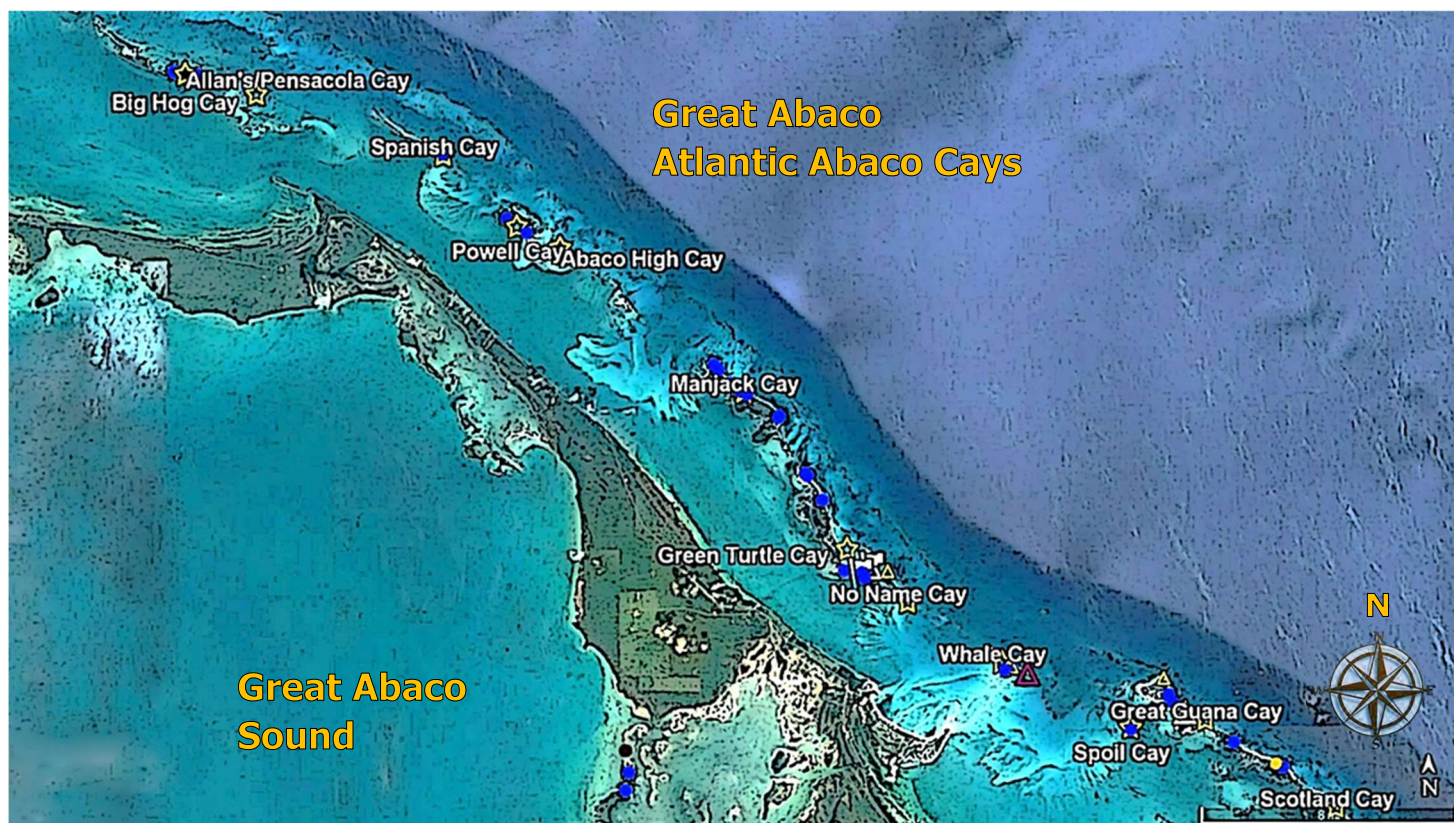 Allan's/Pensacola Cay
Big Hog Cay
Great Abaco
Atlantic Abaco Cays
Spanish Cay
Powell Cay
Abaco High Cay
Manjack Cay
Green Turtle Cay
No Name Cay
N
N
Whale Cay
W
E
Great Abaco
Sound
Great Guana Cay
S
Spoil Cay
N
Scotland Cay
8